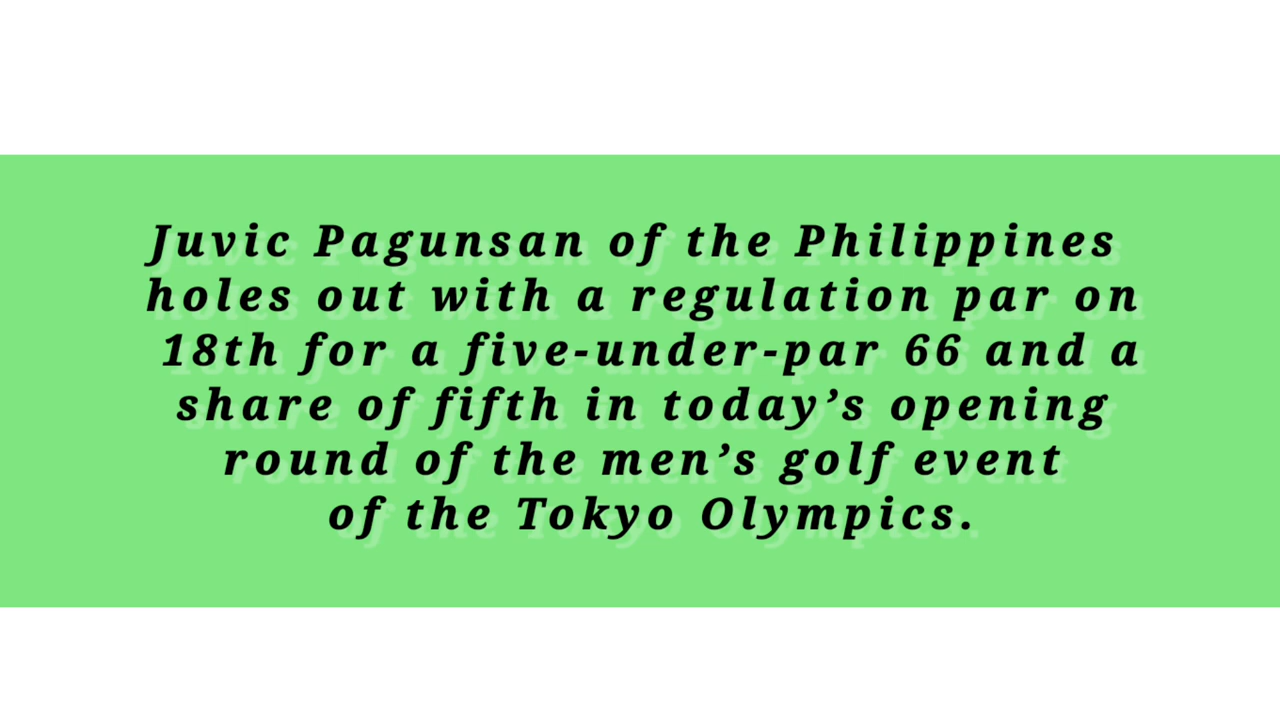 Juvic Pagunsan of the Philippines
holes out with a regulation par on
18th for a five-under-par 66 and a
share of fifth in today’s opening
round of the men’s golf event
of the Tokyo Olympics.